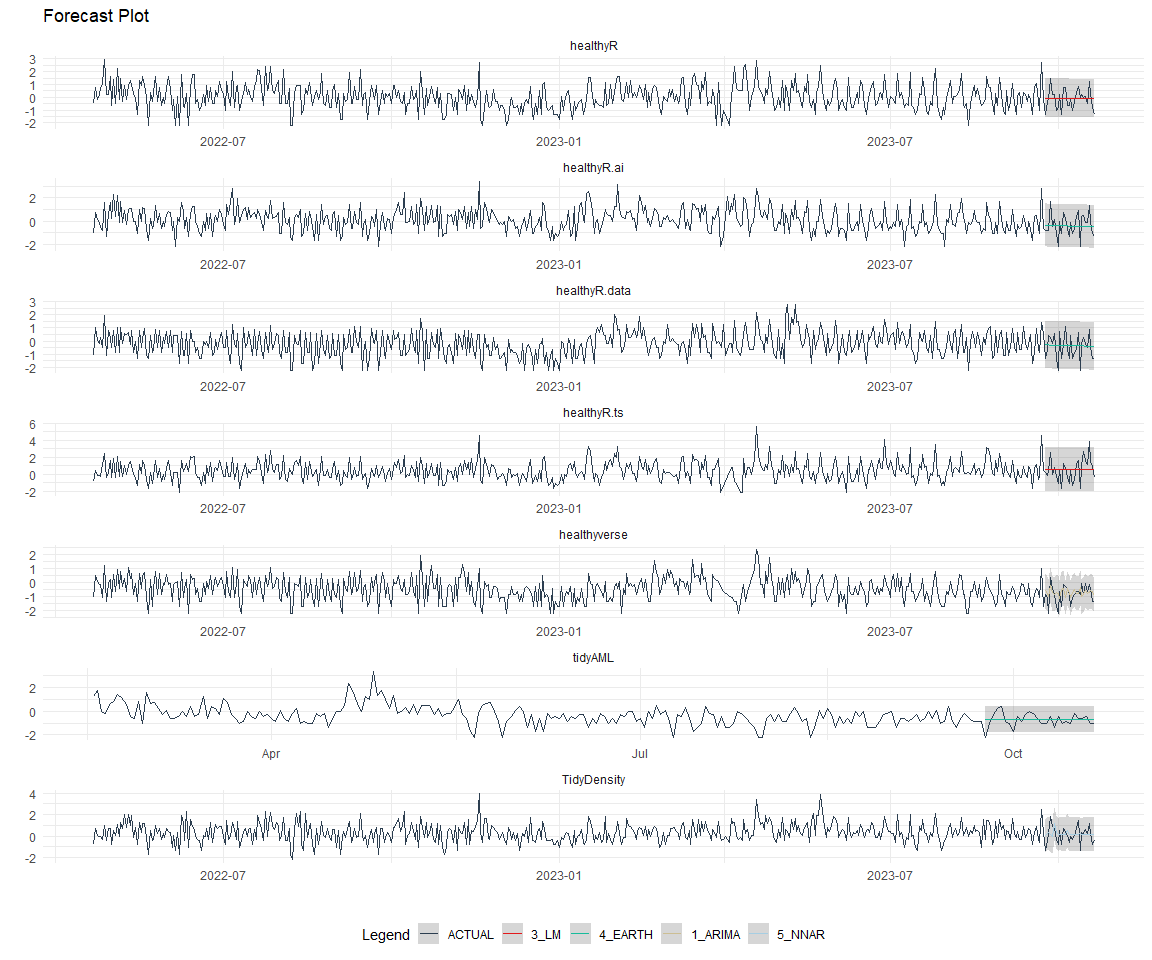 Forecast Plot
healthyR
3
2
1
0
-1
-2
2022-07 2023-01 2023-07
healthyR.ai
2
0
-2
2022-07 2023-01 2023-07
healthyR.data
3
2
1
0
-1
-2
2022-07 2023-01 2023-07
healthyR.ts
6
4
2
0
-2
2022-07 2023-01 2023-07
healthyverse
2
1
0
-1
-2
2022-07 2023-01 2023-07
tidyAML
2
0
-2
Apr Jul Oct
TidyDensity
4
2
0
-2
2022-07 2023-01 2023-07
Legend ACTUAL 3_LM 4_EARTH 1_ARIMA 5_NNAR